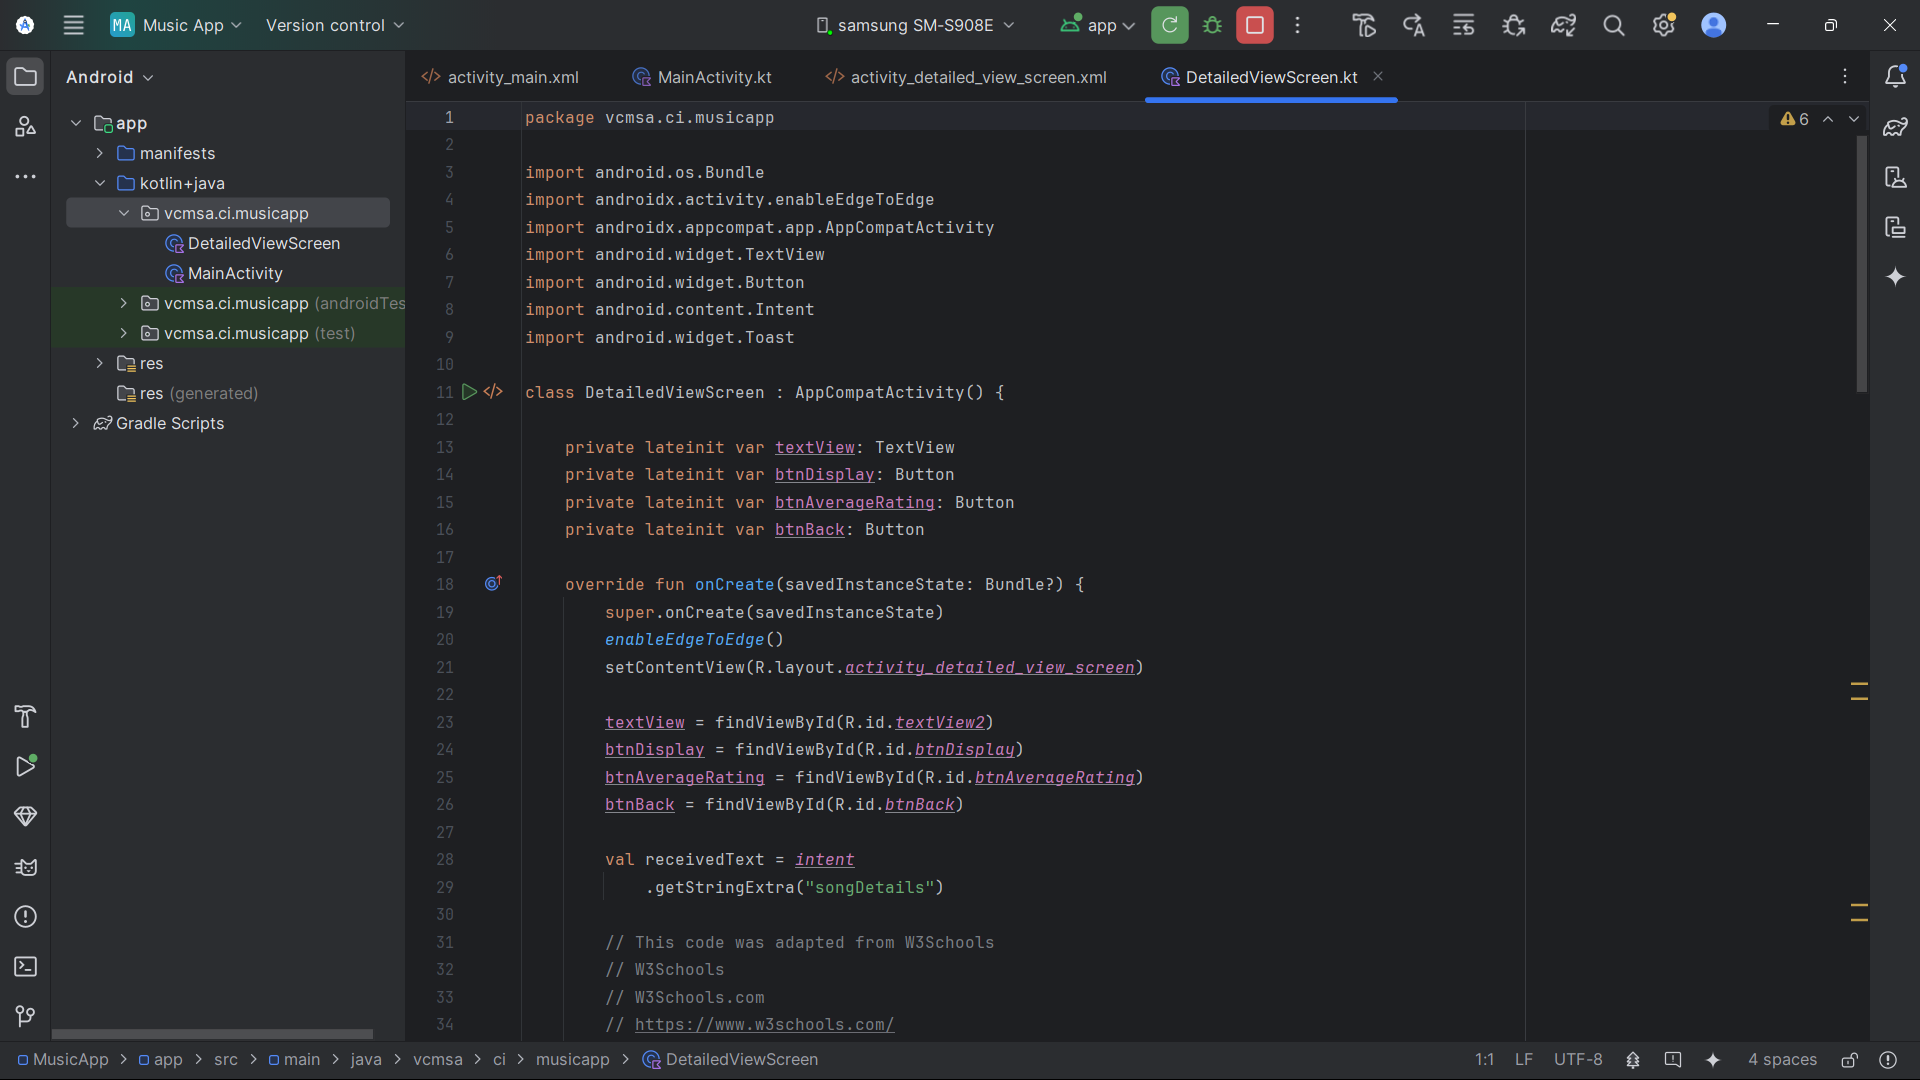 MA Music App Version control samsung SM-S908E app
Android
activity_main.xml MainActivity.kt activity_detailed_view_screen.xml DetailedViewScreen.kt
app
manifests
kotlin+java
vcmsa.ci.musicapp
DetailedViewScreen
MainActivity
vcmsa.ci.musicapp (androidTes
vcmsa.ci.musicapp (test)
res
res (generated)
Gradle Scripts
6
1 package vcmsa.ci.musicapp
2
3 import android.os.Bundle
4 import androidx.activity.enableEdgeToEdge
5 import androidx.appcompat.app.AppCompatActivity
6 import android.widget.TextView
7 import android.widget.Button
8 import android.content.Intent
9 import android.widget.Toast
10
11 class DetailedViewScreen : AppCompatActivity() {
12
13 private lateinit var textView: TextView
14 private lateinit var btnDisplay: Button
15 private lateinit var btnAverageRating: Button
16 private lateinit var btnBack: Button
17
18 override fun onCreate(savedInstanceState: Bundle?) {
19 super.onCreate(savedInstanceState)
20 enableEdgeToEdge()
21 setContentView(R.layout.activity_detailed_view_screen)
22
23 textView = findViewById(R.id.textView2)
24 btnDisplay = findViewById(R.id.btnDisplay)
25 btnAverageRating = findViewById(R.id.btnAverageRating)
26 btnBack = findViewById(R.id.btnBack)
27
28 val receivedText = intent
29 .getStringExtra("songDetails")
30
31 // This code was adapted from W3Schools
32 // W3Schools
33 // W3Schools.com
34 // https://www.w3schools.com/
MusicApp > app > src > main > java > vcmsa > ci > musicapp > DetailedViewScreen
1:1 LF UTF-8 4 spaces